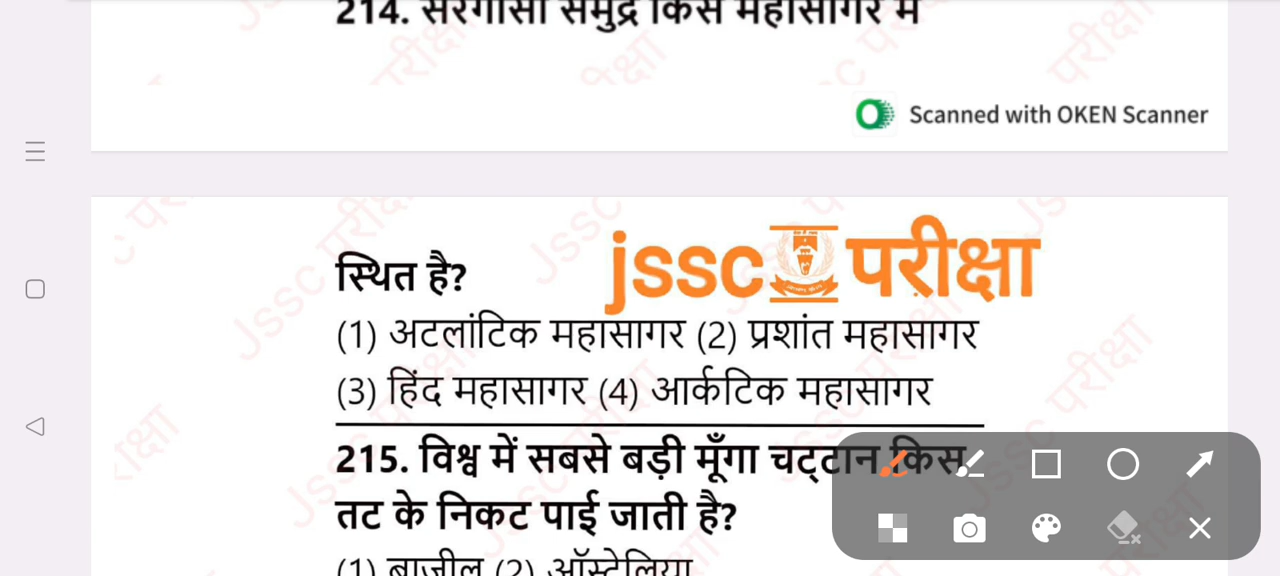 214. सरगासी समुद्र किस महासागर में
Scanned with OKEN Scanner
jssc परीक्षा
स्थित है?
(1) अटलांटिक महासागर (2) प्रशांत महासागर
(3) हिंद महासागर (4) आर्कटिक महासागर
215. विश्व में सबसे बड़ी मूँगा चट्टान किस
तट के निकट पाई जाती है?
(1) ब्राजील (2) ऑस्ट्रेलिया